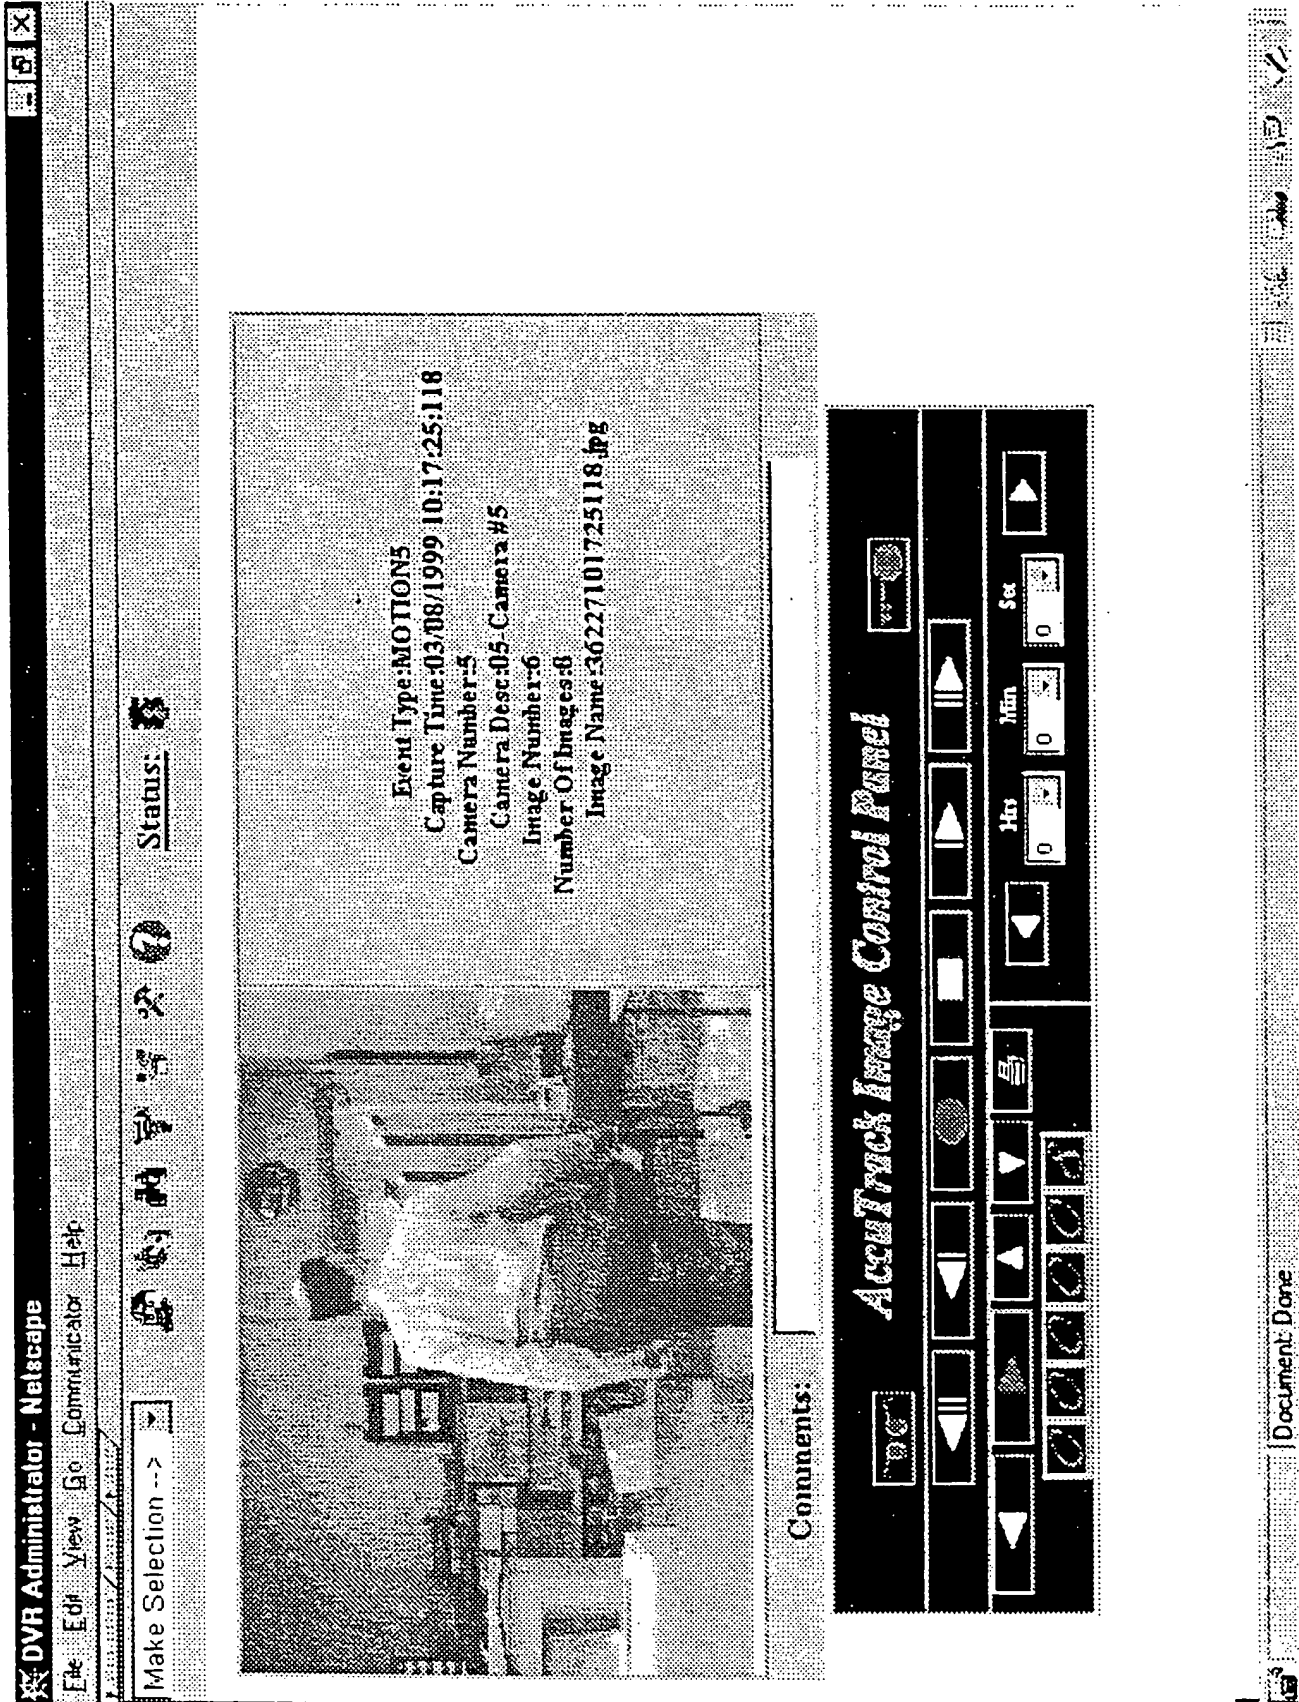 DVR Administrator - Netscape
File Edit View Go Communicator Help
Make Selection -->
Status:
Event Type:MOTION5
Capture Time:03/08/1999 10:17:25:118
Camera Number:5
Camera Desc:05-Camera #5
Image Number:6
Number Of Images:8
Image Name:36227101725118.jpg
Comments:
AccuTrack Image Control Panel
Hrs Min Sec
0 0 0
Document: Done